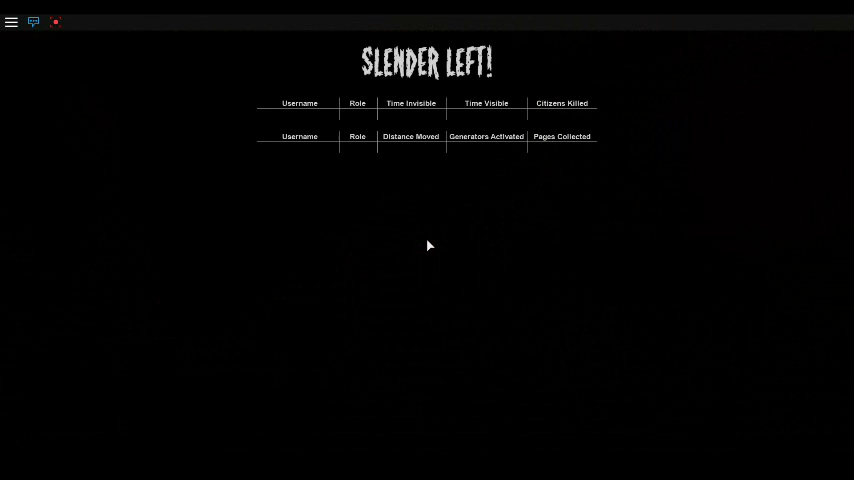 SLENDER LEFT!
Username Role Time Invisible Time Visible Citizens Killed
Username Role Distance Moved Generators Activated Pages Collected